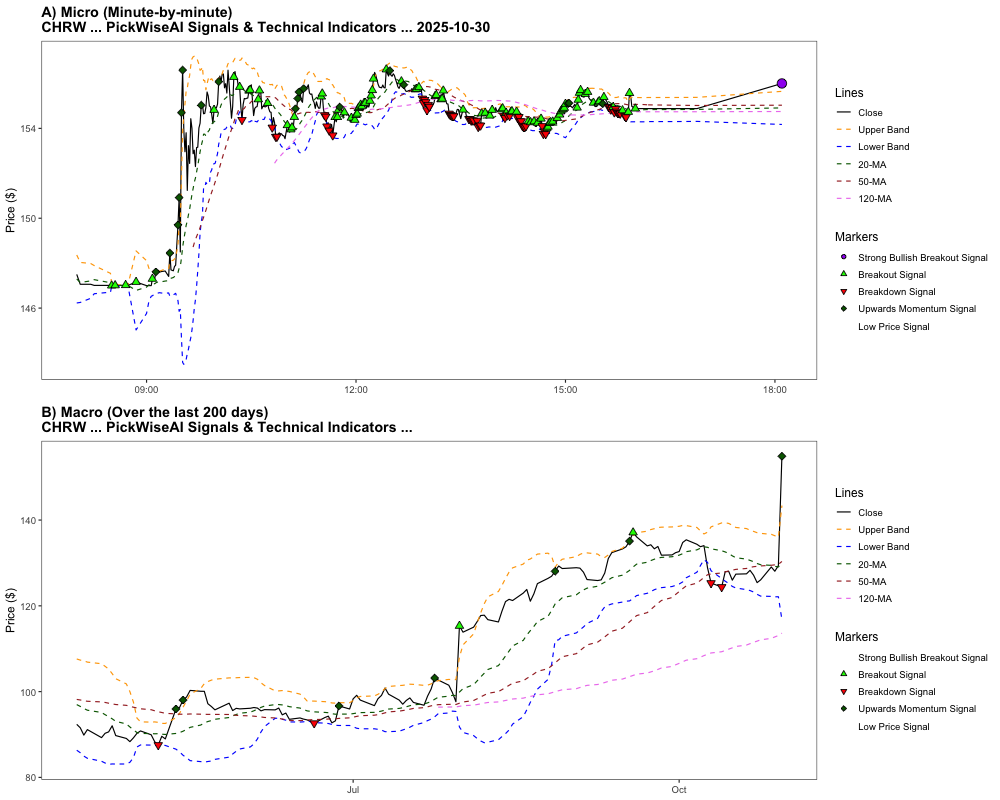 A) Micro (Minute-by-minute)
CHRW ... PickWiseAI Signals & Technical Indicators ... 2025-10-30
Price ($)
154
150
146
09:00
12:00
15:00
18:00
Lines
Close
Upper Band
Lower Band
20-MA
50-MA
120-MA
Markers
Strong Bullish Breakout Signal
Breakout Signal
Breakdown Signal
Upwards Momentum Signal
Low Price Signal
B) Macro (Over the last 200 days)
CHRW ... PickWiseAI Signals & Technical Indicators ...
Price ($)
140
120
100
80
Jul
Oct
Lines
Close
Upper Band
Lower Band
20-MA
50-MA
120-MA
Markers
Strong Bullish Breakout Signal
Breakout Signal
Breakdown Signal
Upwards Momentum Signal
Low Price Signal